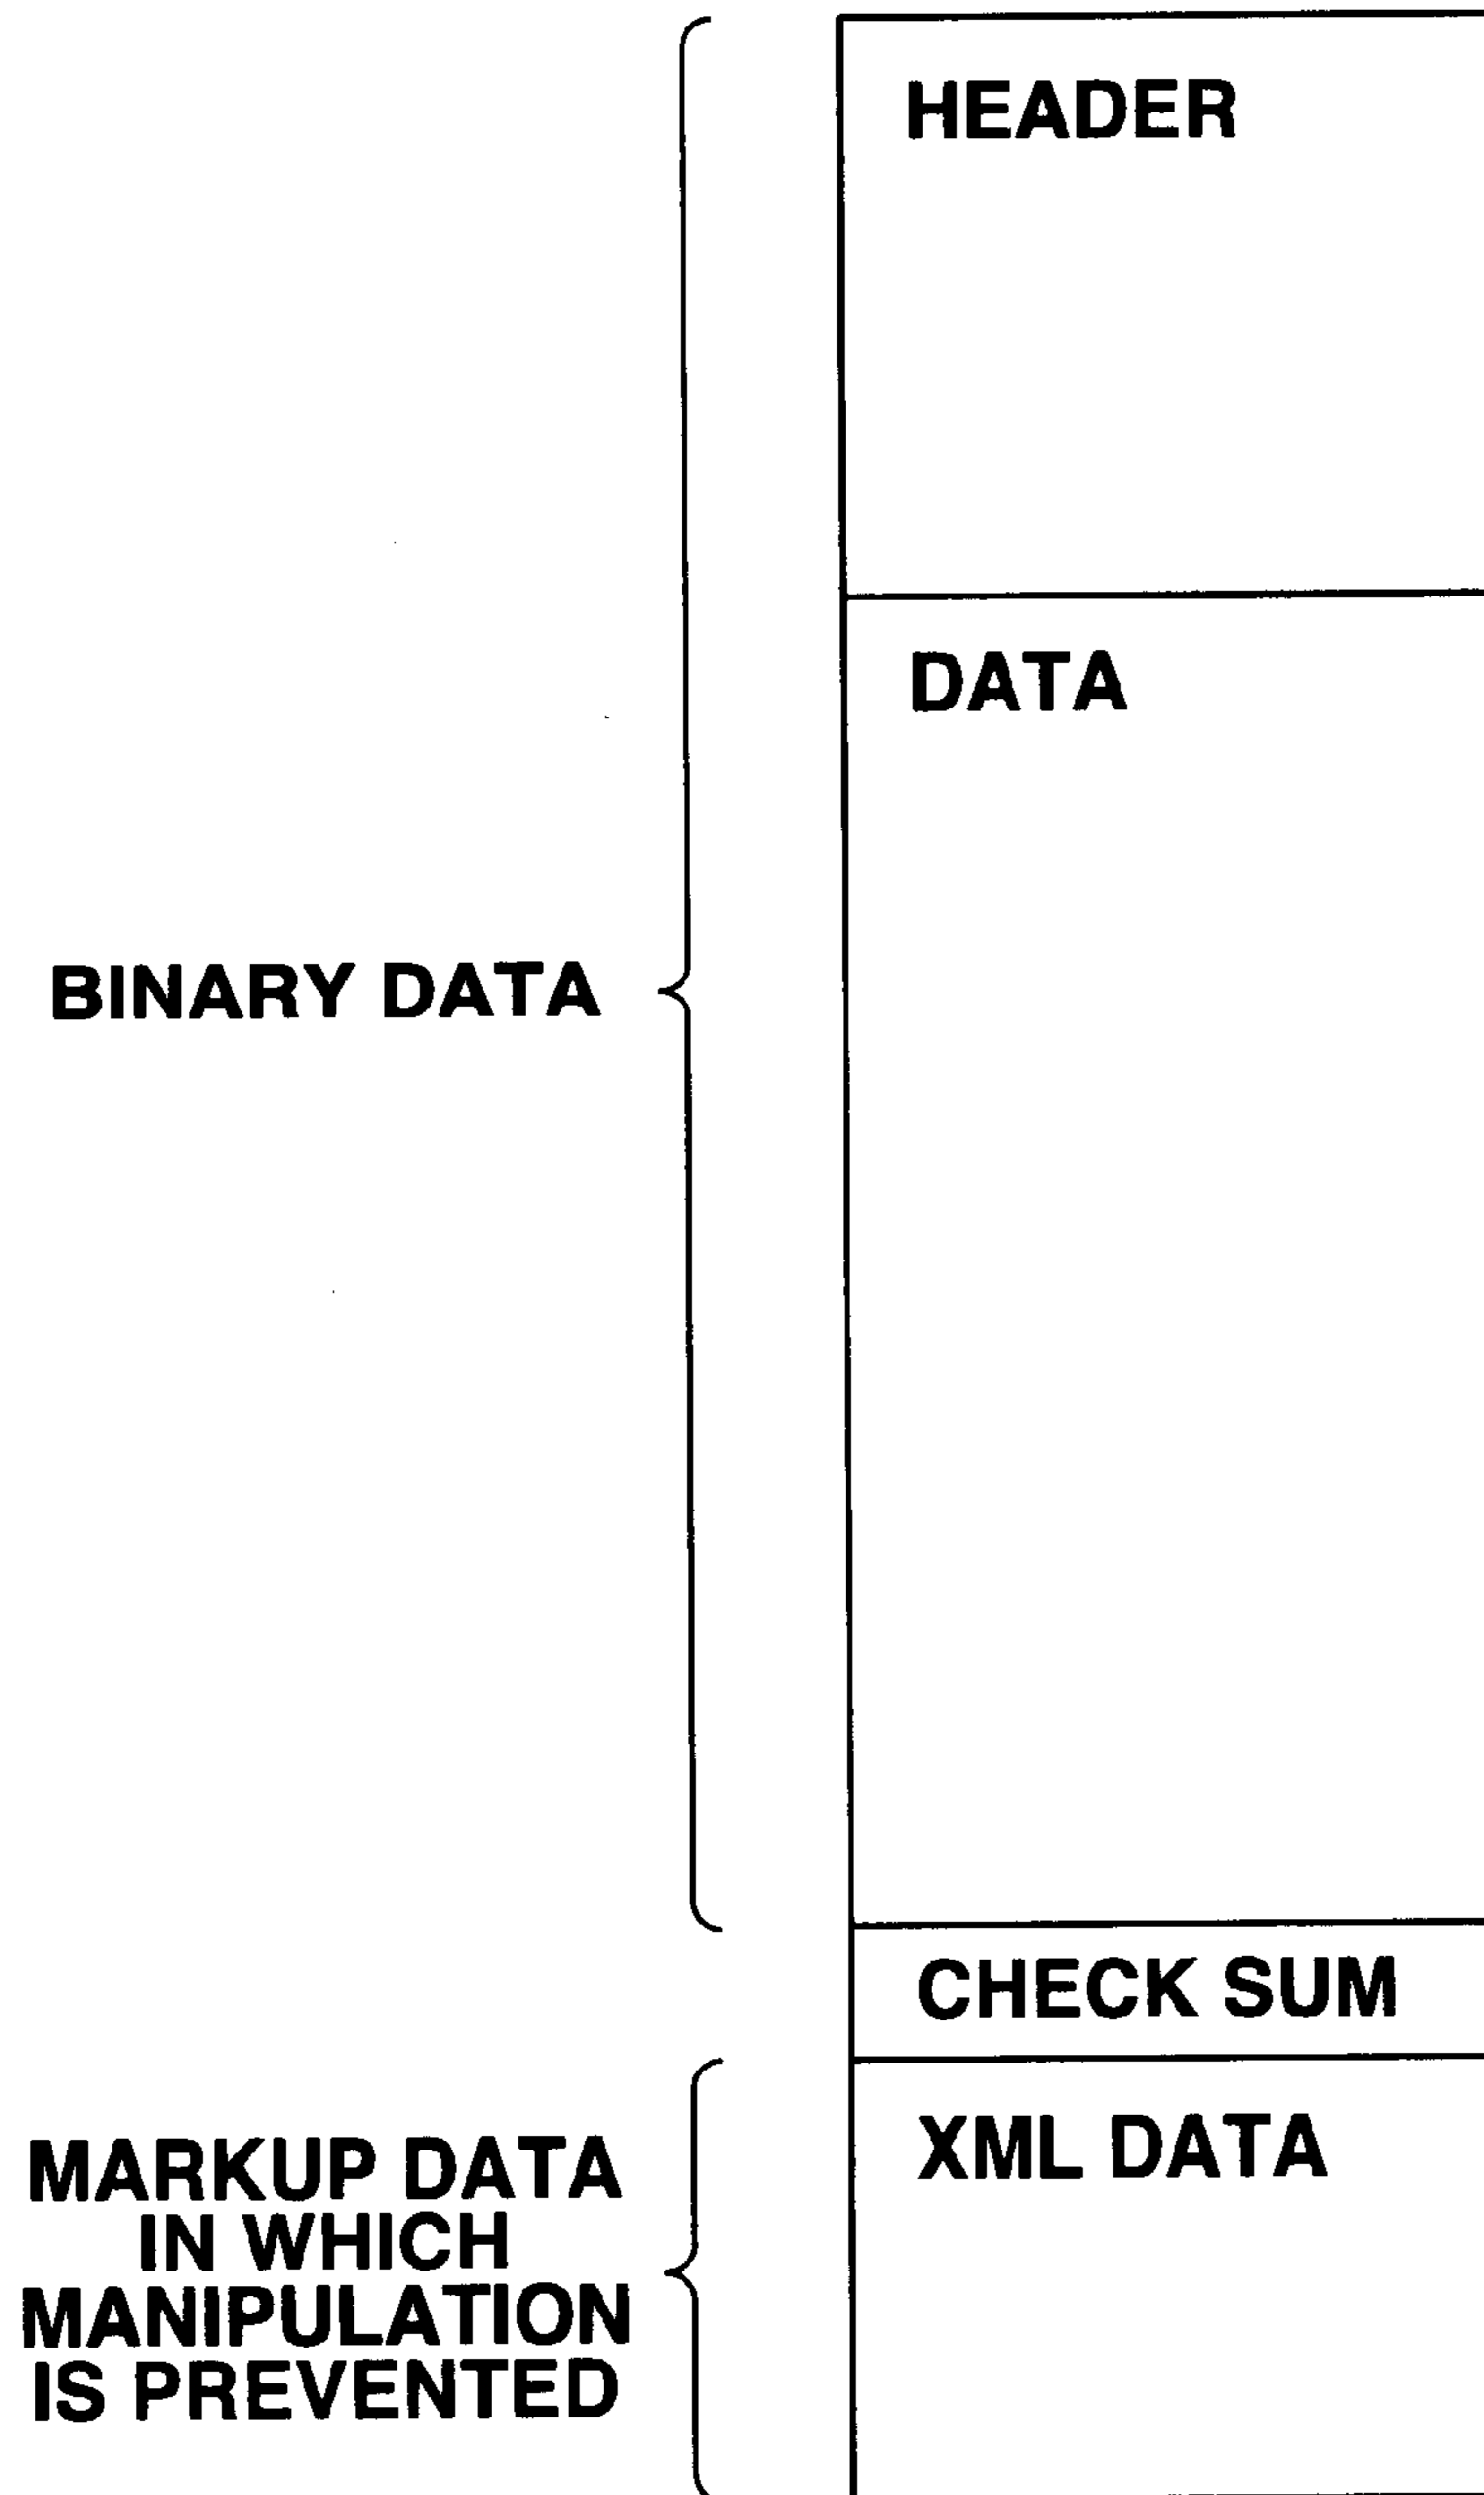 HEADER
DATA
BINARY DATA
CHECK SUM
XML DATA
MARKUP DATA
IN WHICH
MANIPULATION
IS PREVENTED